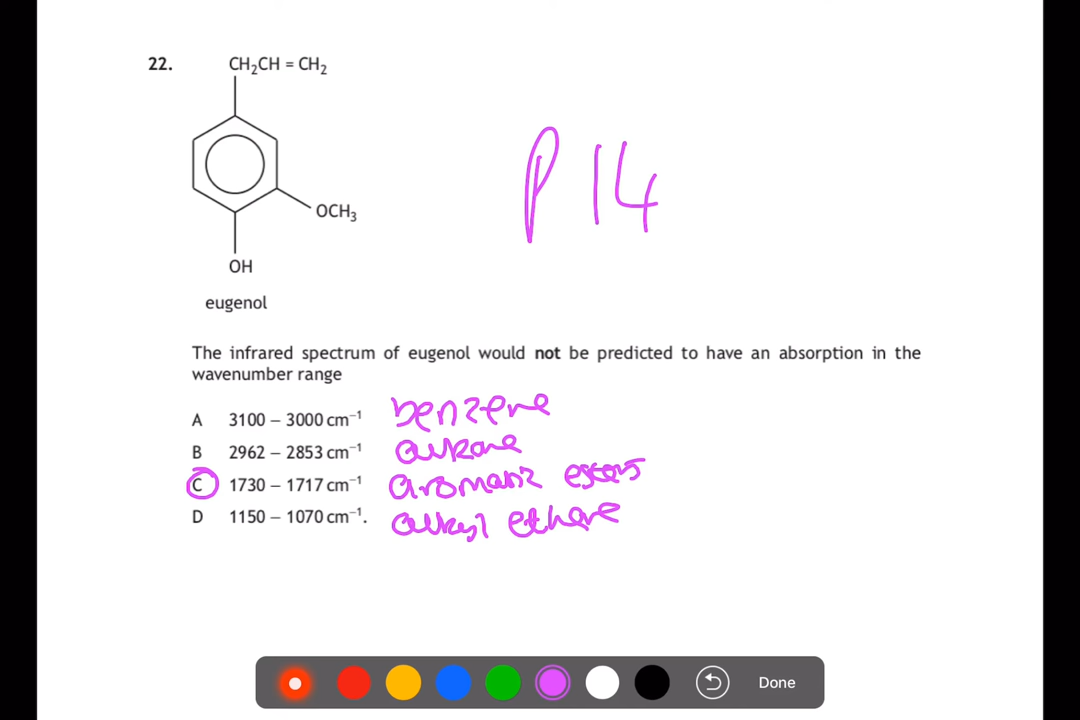 22. CH₂CH = CH₂
P 14
OCH₃
OH
eugenol
The infrared spectrum of eugenol would not be predicted to have an absorption in the
wavenumber range
A 3100 – 3000 cm⁻¹ benzene
B 2962 – 2853 cm⁻¹ alkane
C 1730 – 1717 cm⁻¹ aromatic esters
D 1150 – 1070 cm⁻¹. alkyl ethere
Done